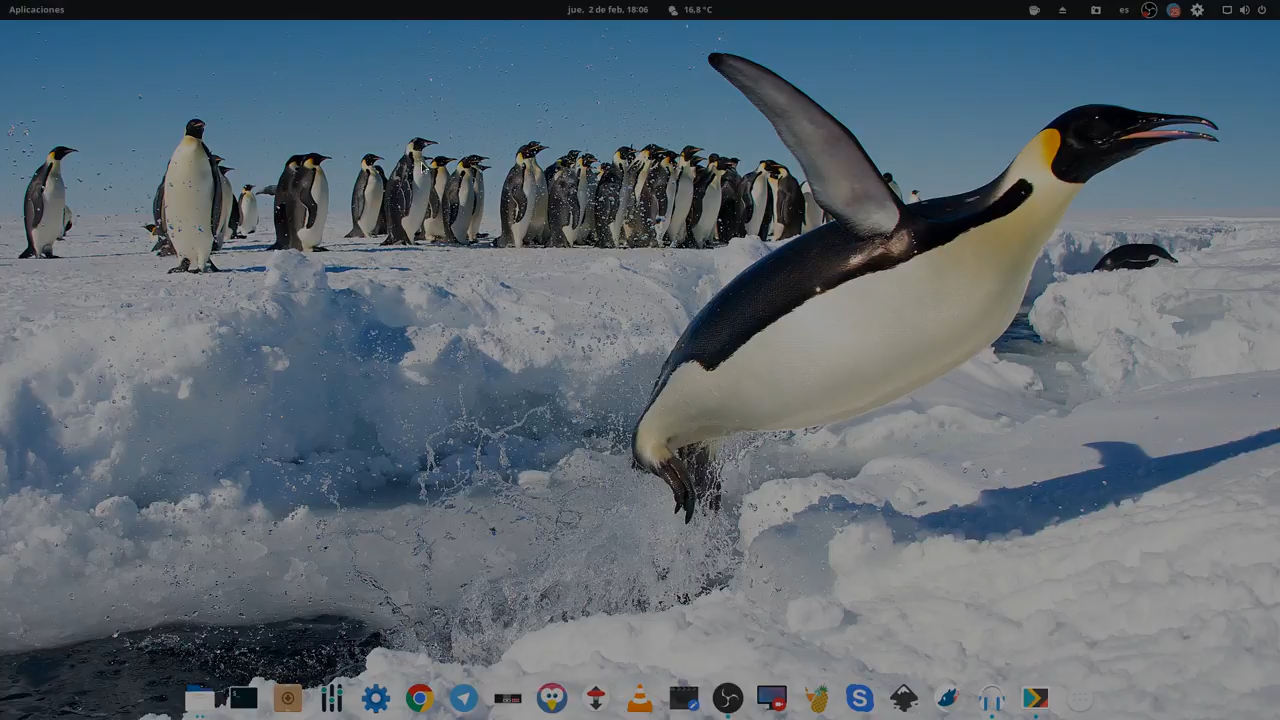 Aplicaciones
jue, 2 de feb, 18:06
16,8 °C
es